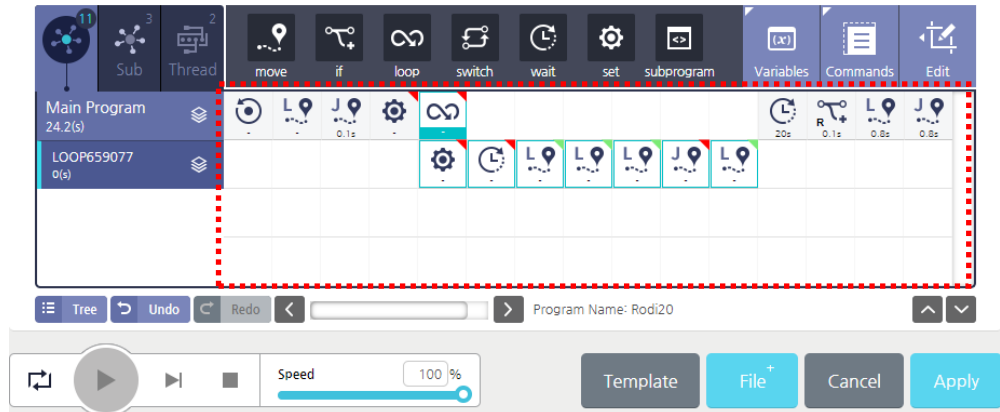 11
3
2
Sub
Thread
move
if
loop
switch
wait
set
subprogram
(x)
Variables
Commands
Edit
Main Program
24.2(s)
-
L
-
J
0.1s
-
-
20s
R
0.1s
L
0.8s
J
0.8s
LOOP659077
0(s)
-
-
L
-
L
-
L
-
J
-
L
-
Tree
Undo
Redo
Program Name: Rodi20
Speed
100 %
Template
File+
Cancel
Apply